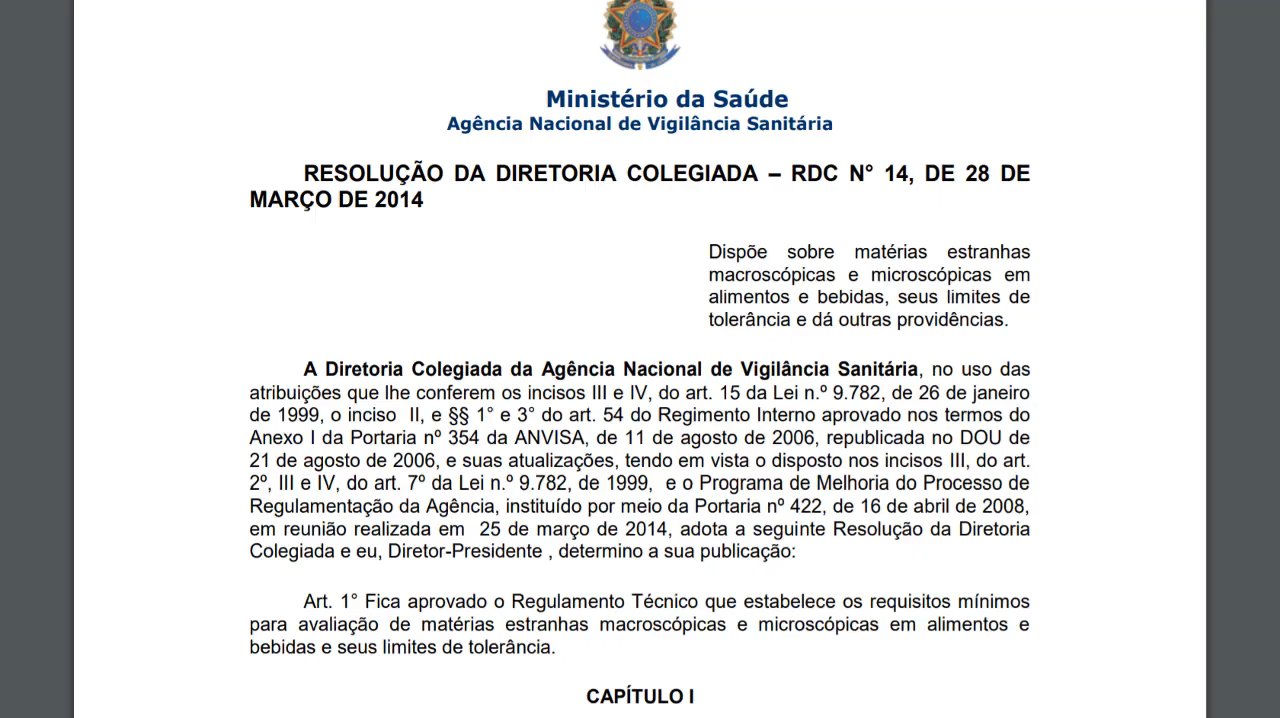 Ministério da Saúde
Agência Nacional de Vigilância Sanitária
RESOLUÇÃO DA DIRETORIA COLEGIADA – RDC N° 14, DE 28 DE
MARÇO DE 2014
Dispõe sobre matérias estranhas
macroscópicas e microscópicas em
alimentos e bebidas, seus limites de
tolerância e dá outras providências.
A Diretoria Colegiada da Agência Nacional de Vigilância Sanitária, no uso das
atribuições que lhe conferem os incisos III e IV, do art. 15 da Lei n.º 9.782, de 26 de janeiro
de 1999, o inciso II, e §§ 1° e 3° do art. 54 do Regimento Interno aprovado nos termos do
Anexo I da Portaria nº 354 da ANVISA, de 11 de agosto de 2006, republicada no DOU de
21 de agosto de 2006, e suas atualizações, tendo em vista o disposto nos incisos III, do art.
2º, III e IV, do art. 7º da Lei n.º 9.782, de 1999, e o Programa de Melhoria do Processo de
Regulamentação da Agência, instituído por meio da Portaria nº 422, de 16 de abril de 2008,
em reunião realizada em 25 de março de 2014, adota a seguinte Resolução da Diretoria
Colegiada e eu, Diretor-Presidente , determino a sua publicação:
Art. 1° Fica aprovado o Regulamento Técnico que estabelece os requisitos mínimos
para avaliação de matérias estranhas macroscópicas e microscópicas em alimentos e
bebidas e seus limites de tolerância.
CAPÍTULO I